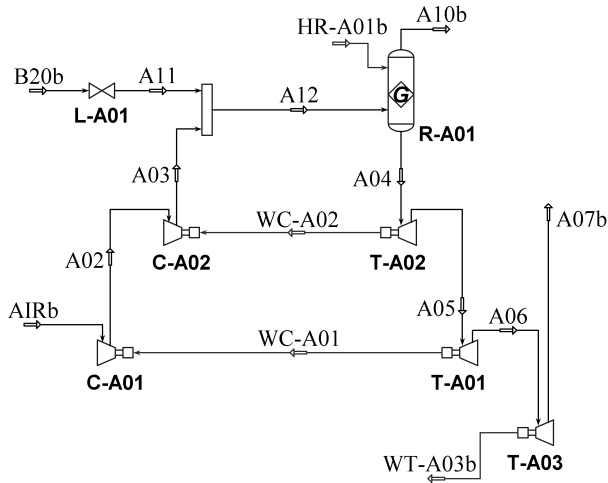 A10b
HR-A01b
B20b
A11
A12
G
L-A01
R-A01
A03
A04
WC-A02
A07b
A02
C-A02
T-A02
AIRb
A05
A06
WC-A01
C-A01
T-A01
WT-A03b
T-A03